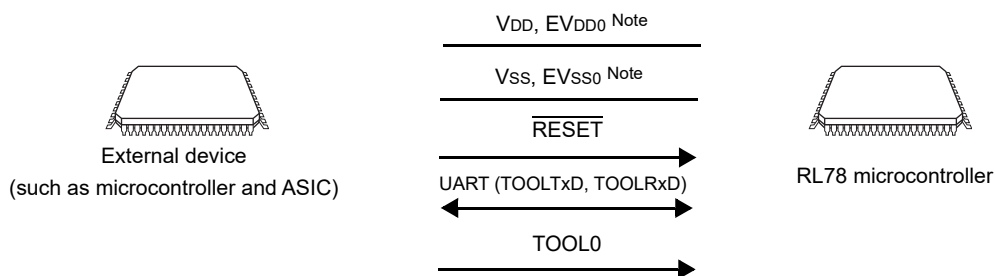 VDD, EVDD0 Note
VSS, EVSS0 Note
RESET
External device
(such as microcontroller and ASIC)
UART (TOOLTxD, TOOLRxD)
RL78 microcontroller
TOOL0